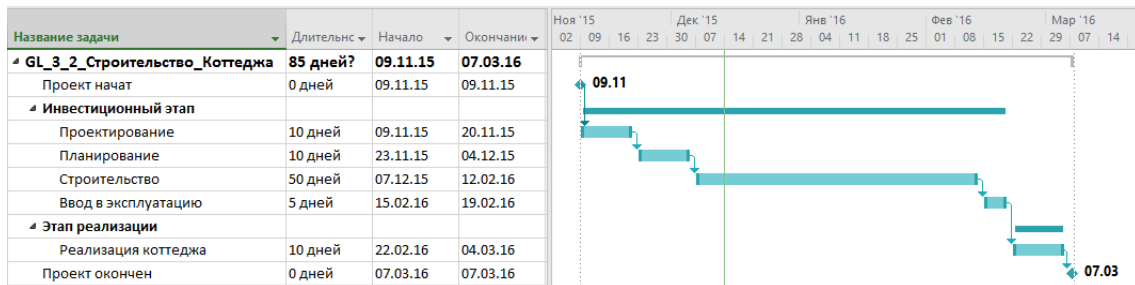 Ноя '15 Дек '15 Янв '16 Фев '16 Мар '16
Название задачи Длительнс Начало Окончани 02 09 16 23 30 07 14 21 28 04 11 18 25 01 08 15 22 29 07 14
GL_3_2_Строительство_Коттеджа 85 дней? 09.11.15 07.03.16
Проект начат 0 дней 09.11.15 09.11.15 09.11
Инвестиционный этап
Проектирование 10 дней 09.11.15 20.11.15
Планирование 10 дней 23.11.15 04.12.15
Строительство 50 дней 07.12.15 12.02.16
Ввод в эксплуатацию 5 дней 15.02.16 19.02.16
Этап реализации
Реализация коттеджа 10 дней 22.02.16 04.03.16
Проект окончен 0 дней 07.03.16 07.03.16 07.03